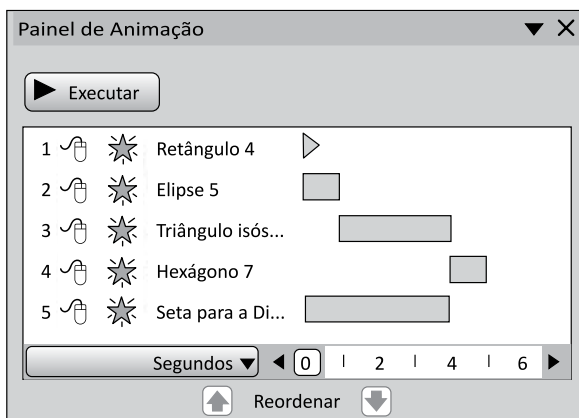 Painel de Animação
Executar
1 Retângulo 4
2 Elipse 5
3 Triângulo isós...
4 Hexágono 7
5 Seta para a Di...
Segundos 0 2 4 6
Reordenar